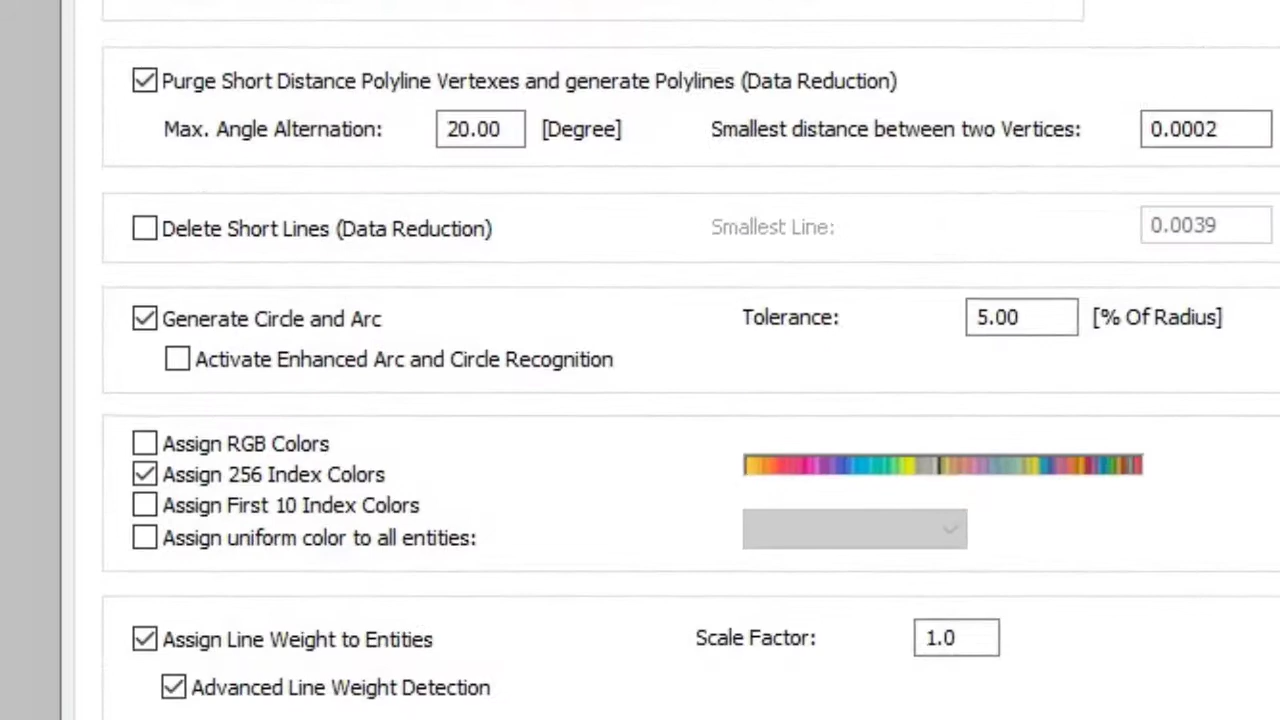 Purge Short Distance Polyline Vertexes and generate Polylines (Data Reduction)
Max. Angle Alternation: 20.00 [Degree] Smallest distance between two Vertices: 0.0002
Delete Short Lines (Data Reduction) Smallest Line: 0.0039
Generate Circle and Arc Tolerance: 5.00 [% Of Radius]
Activate Enhanced Arc and Circle Recognition
Assign RGB Colors
Assign 256 Index Colors
Assign First 10 Index Colors
Assign uniform color to all entities:
Assign Line Weight to Entities Scale Factor: 1.0
Advanced Line Weight Detection